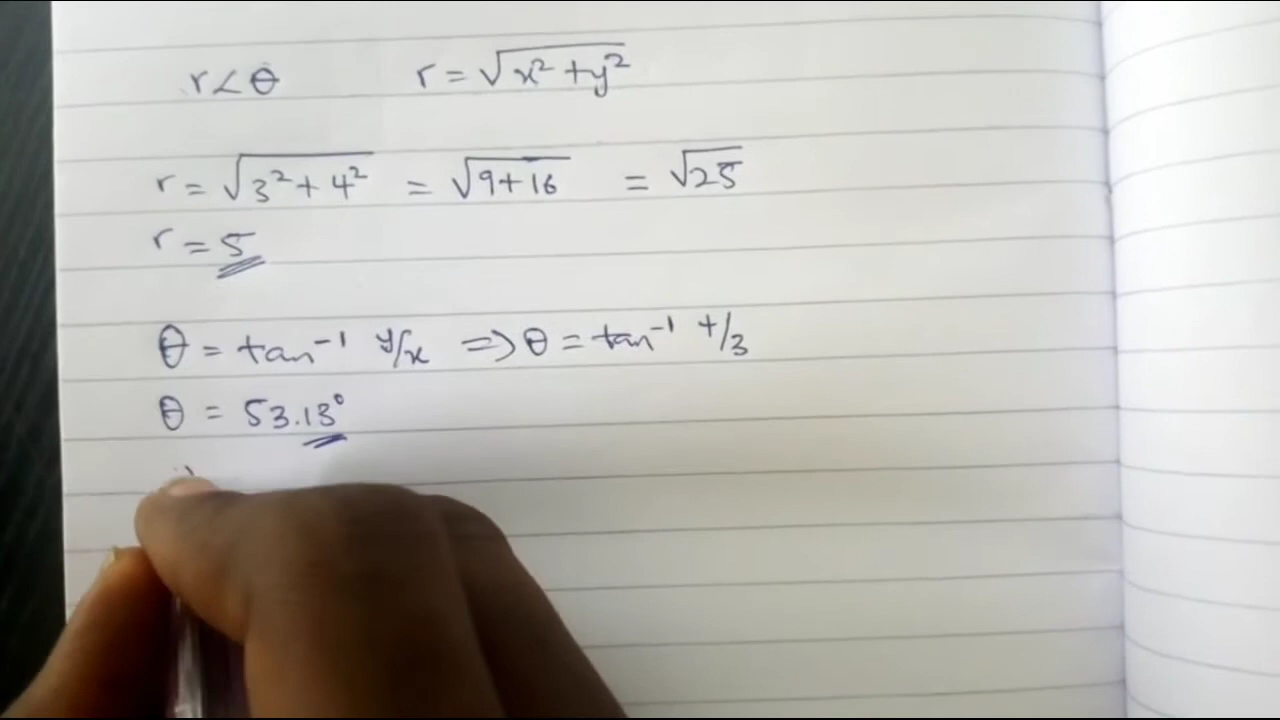 r<θ r = √x² + y²
r = √3² + 4² = √9 + 16 = √25
r = 5
θ = tan⁻¹ y/x => θ = tan⁻¹ 4/3
θ = 53.13°